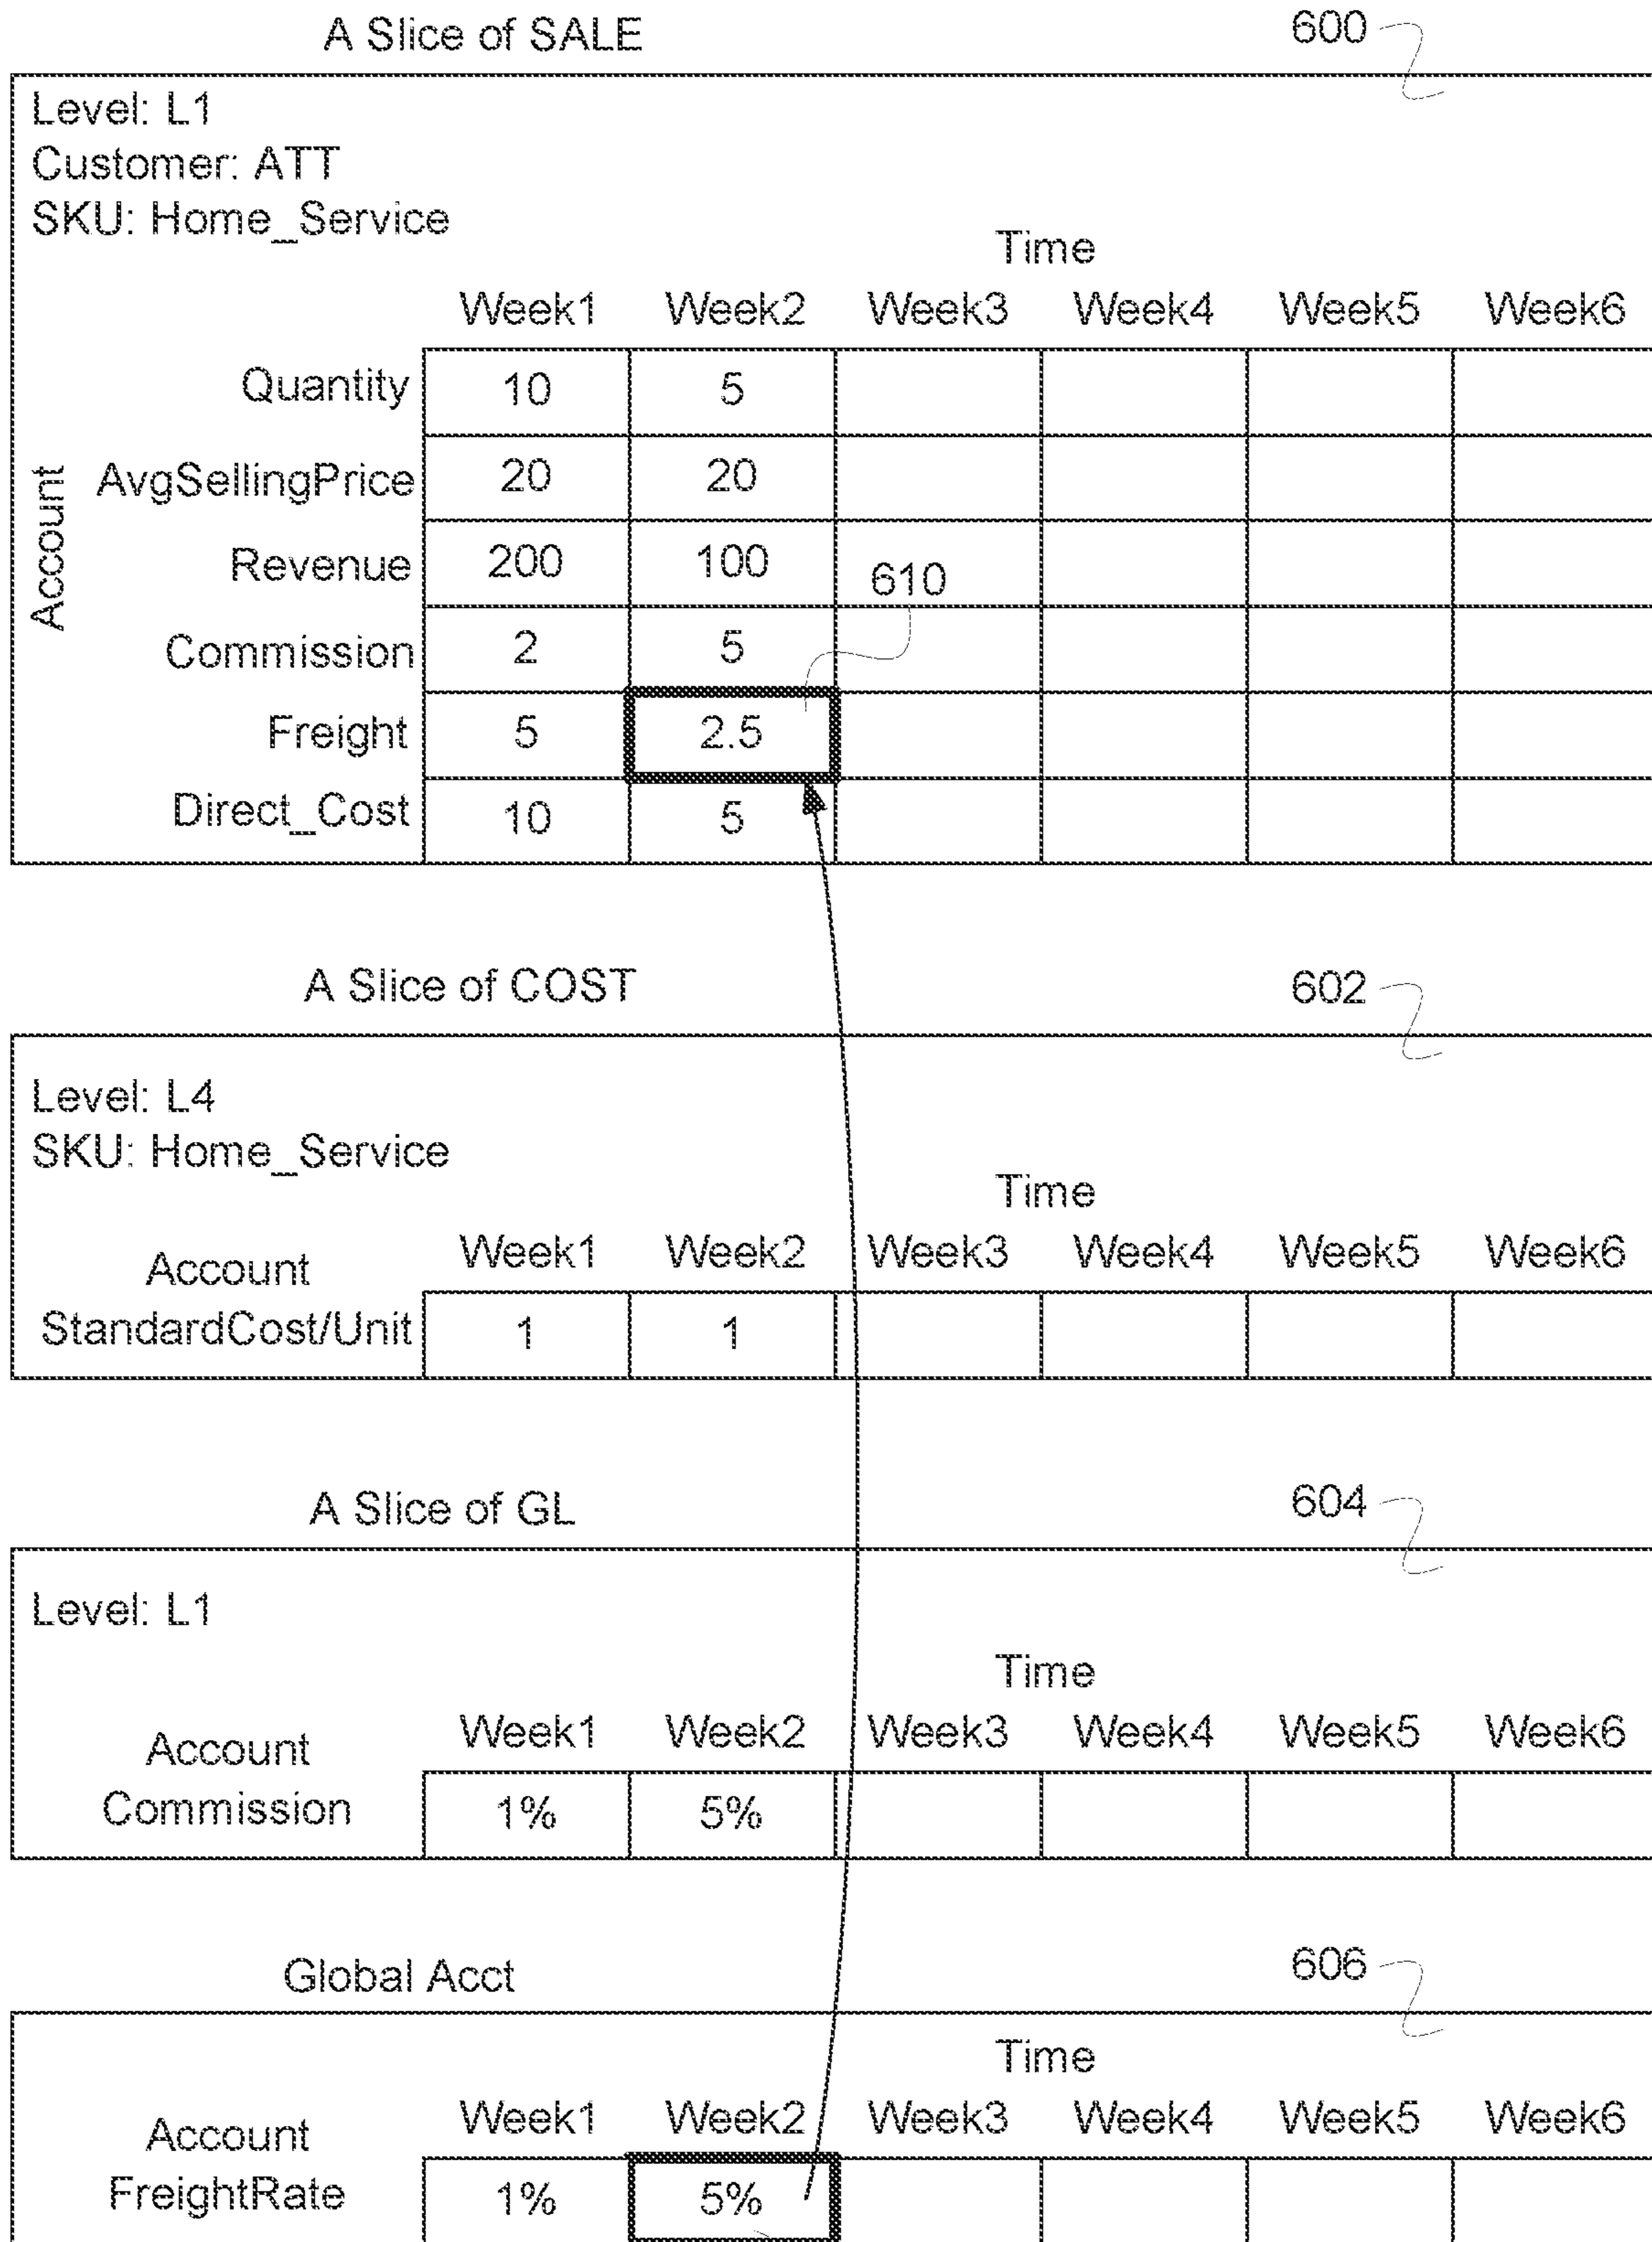 A Slice of SALE 600
Level: L1
Customer: ATT
SKU: Home_Service
Time
Week1 Week2 Week3 Week4 Week5 Week6
Account
Quantity 10 5
AvgSellingPrice 20 20
Revenue 200 100 610
Commission 2 5
Freight 5 2.5
Direct_Cost 10 5
A Slice of COST 602
Level: L4
SKU: Home_Service
Time
Account Week1 Week2 Week3 Week4 Week5 Week6
StandardCost/Unit 1 1
A Slice of GL 604
Level: L1
Time
Account Week1 Week2 Week3 Week4 Week5 Week6
Commission 1% 5%
Global Acct 606
Time
Account Week1 Week2 Week3 Week4 Week5 Week6
FreightRate 1% 5%